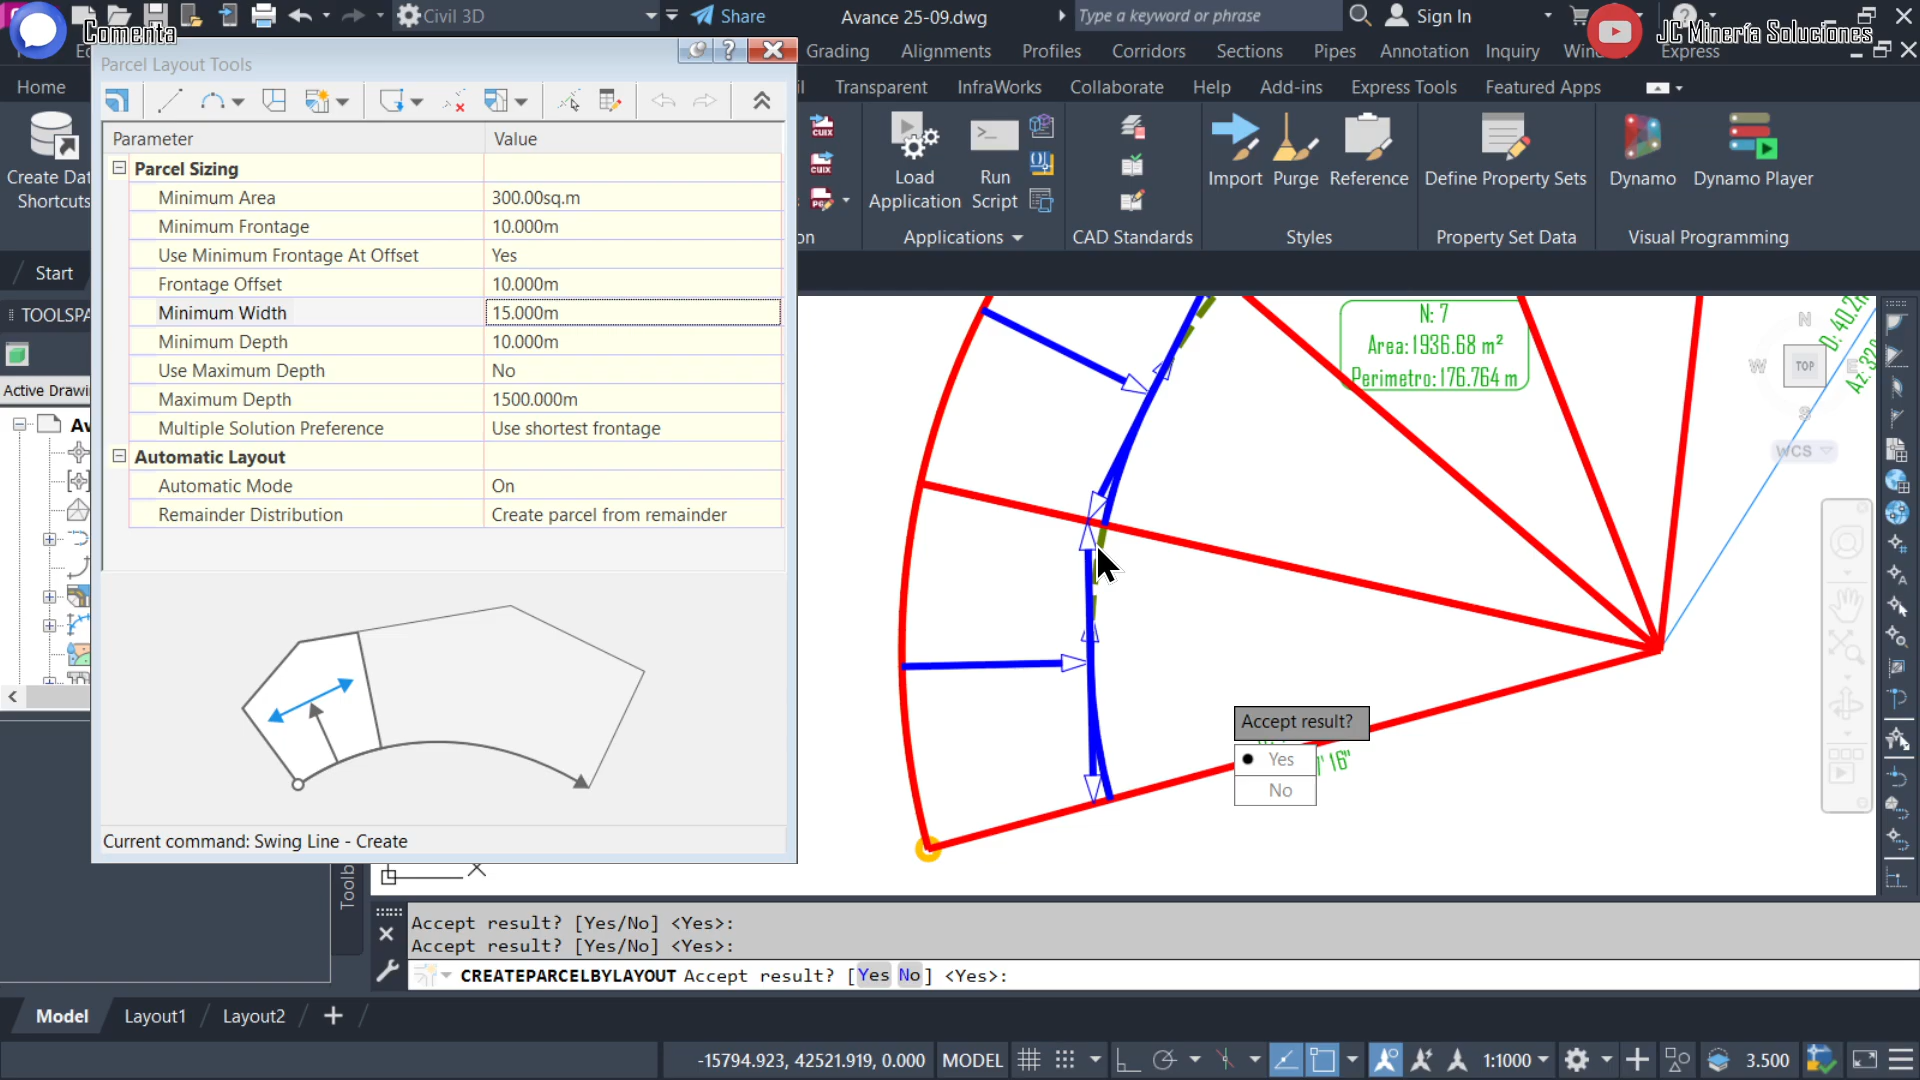 Comenta
Civil 3D
Share
Avance 25-09.dwg
Type a keyword or phrase
Sign In
JC Minería Soluciones
Parcel Layout Tools
Grading
Alignments
Profiles
Corridors
Sections
Pipes
Annotation
Inquiry
Express
Home
Transparent
InfraWorks
Collaborate
Help
Add-ins
Express Tools
Featured Apps
Parameter
Value
Parcel Sizing
Minimum Area
300.00sq.m
Minimum Frontage
10.000m
Use Minimum Frontage At Offset
Yes
Frontage Offset
10.000m
Minimum Width
15.000m
Minimum Depth
10.000m
Use Maximum Depth
No
Maximum Depth
1500.000m
Multiple Solution Preference
Use shortest frontage
Automatic Layout
Automatic Mode
On
Remainder Distribution
Create parcel from remainder
Current command: Swing Line - Create
Shortcuts
Load
Application
Run
Script
Import
Purge
Reference
Define Property Sets
Dynamo
Dynamo Player
Applications
CAD Standards
Styles
Property Set Data
Visual Programming
Start
N: 7
Area:1936.68 m²
Perimetro:176.764 m
N
W
TOP
E
S
WCS
Accept result?
Yes
No
Accept result? [Yes/No] <Yes>:
Accept result? [Yes/No] <Yes>:
CREATEPARCELBYLAYOUT Accept result? [Yes No] <Yes>:
Model
Layout1
Layout2
-15794.923, 42521.919, 0.000
MODEL
1:1000
3.500